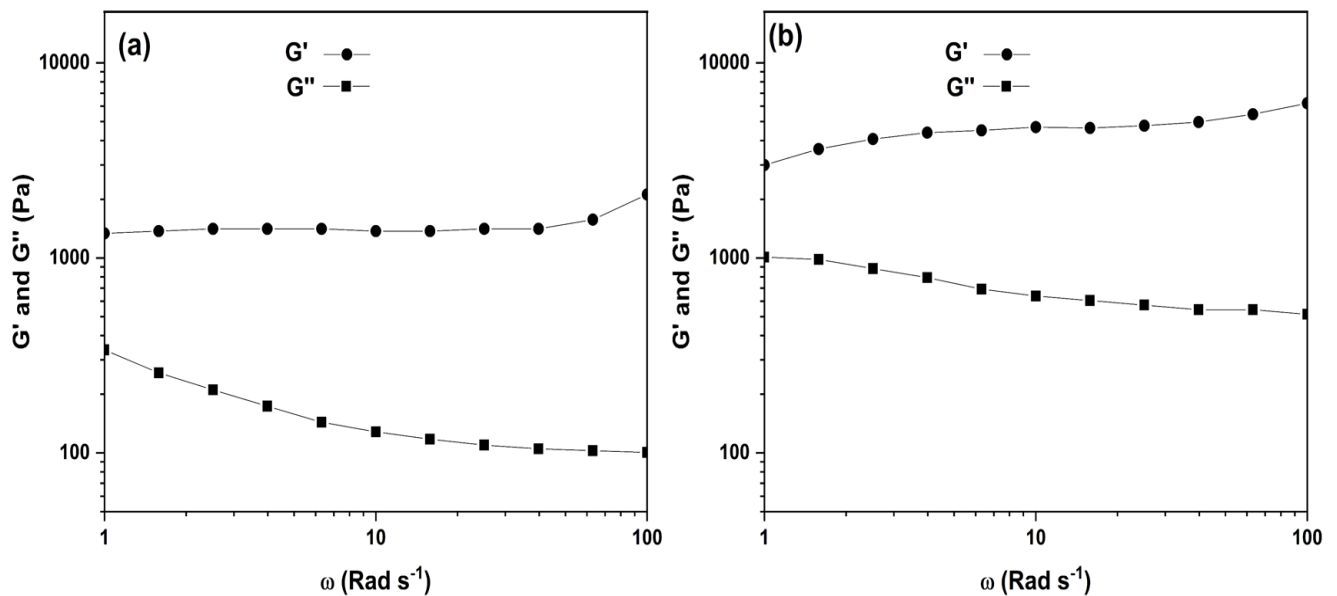 (a)
G'
G"
10000
1000
100
1
10
100
G' and G" (Pa)
ω (Rad s⁻¹)
(b)
G'
G"
10000
1000
100
1
10
100
G' and G" (Pa)
ω (Rad s⁻¹)